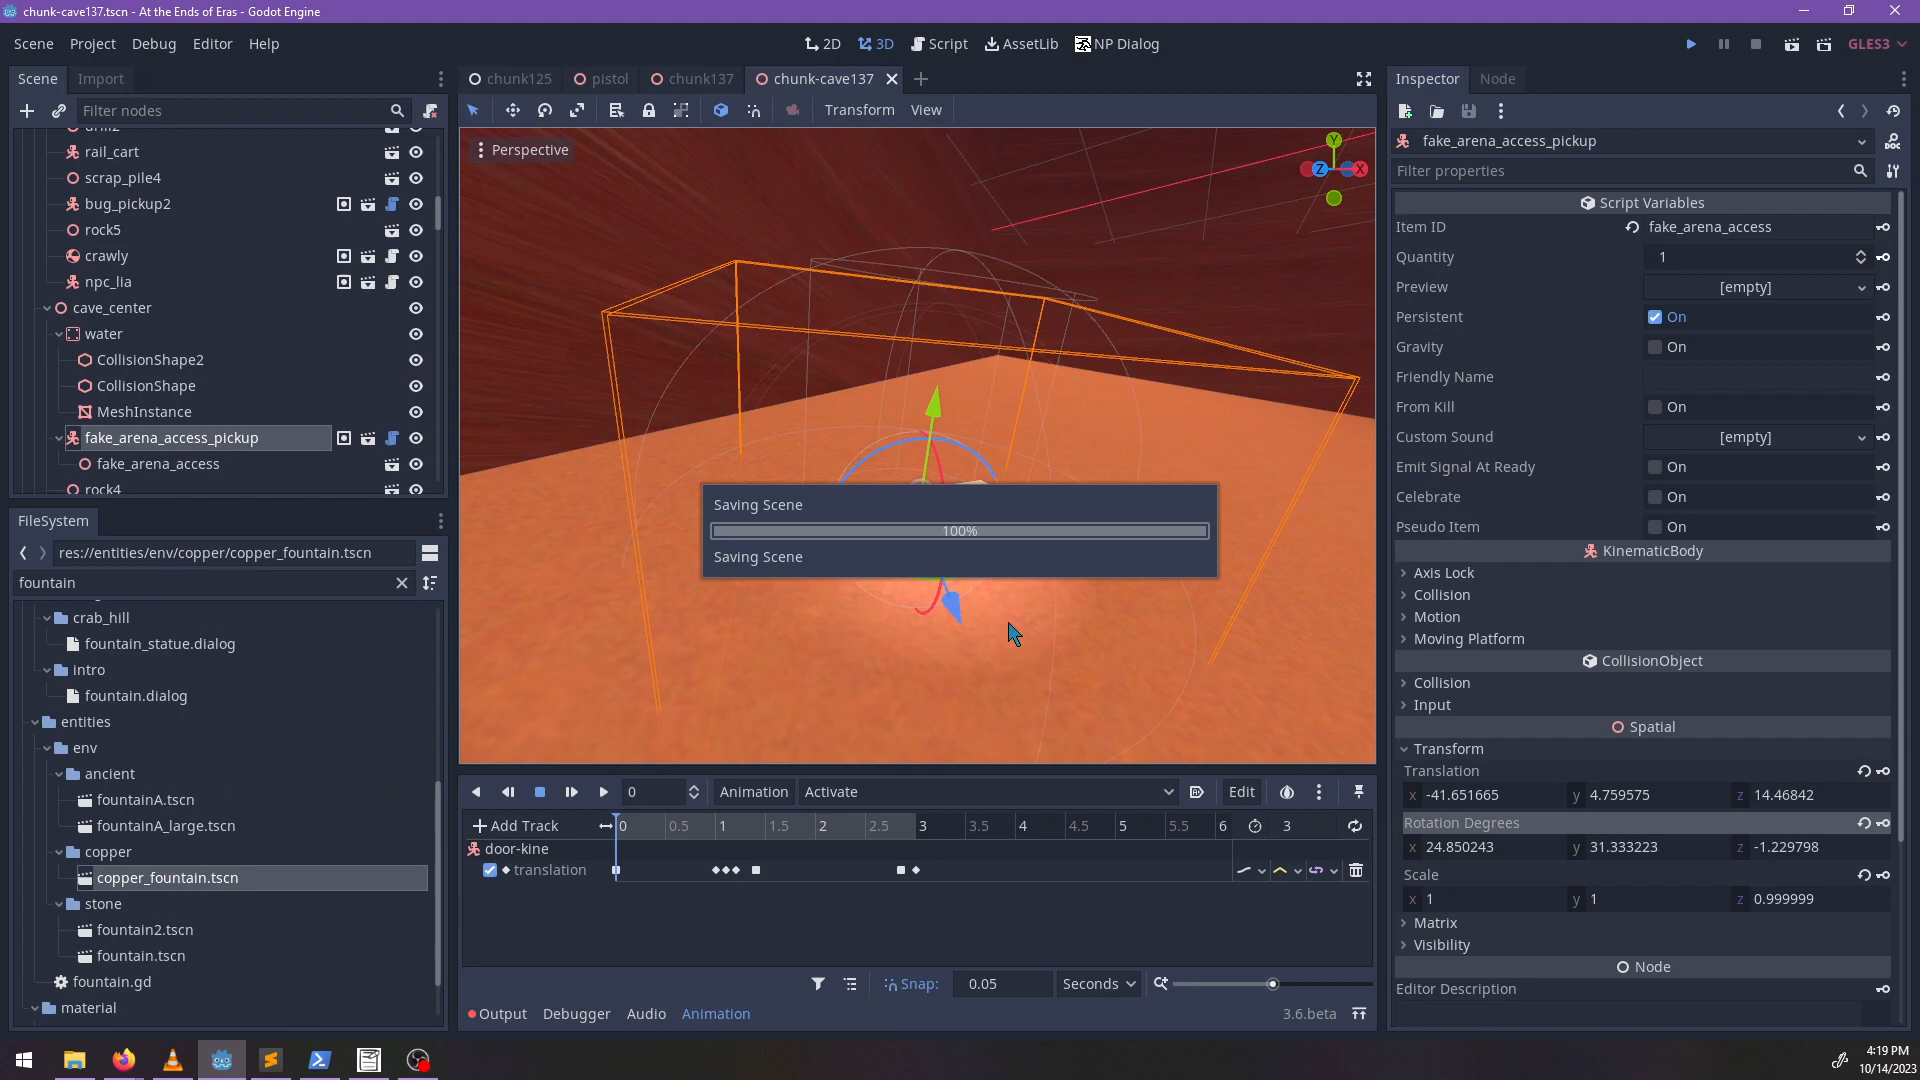 chunk-cave137.tscn - At the Ends of Eras - Godot Engine
Scene Project Debug Editor Help
2D 3D Script AssetLib NP Dialog
GLES3
Scene Import
chunk125 pistol chunk137 chunk-cave137
Inspector Node
Filter nodes
Transform View
drill2
rail_cart
scrap_pile4
bug_pickup2
rock5
crawly
npc_lia
cave_center
water
CollisionShape2
CollisionShape
MeshInstance
fake_arena_access_pickup
fake_arena_access
rock4
FileSystem
res://entities/env/copper/copper_fountain.tscn
fountain
crab_hill
fountain_statue.dialog
intro
fountain.dialog
entities
env
ancient
fountainA.tscn
fountainA_large.tscn
copper
copper_fountain.tscn
stone
fountain2.tscn
fountain.tscn
fountain.gd
material
Perspective
Y
Z
X
Saving Scene
100%
Saving Scene
0 Animation Activate Edit
Add Track 0 0.5 1 1.5 2 2.5 3 3.5 4 4.5 5 5.5 6 3
door-kine
translation
Snap: 0.05 Seconds
Output Debugger Audio Animation 3.6.beta
fake_arena_access_pickup
Filter properties
Script Variables
Item ID fake_arena_access
Quantity 1
Preview [empty]
Persistent On
Gravity On
Friendly Name
From Kill On
Custom Sound [empty]
Emit Signal At Ready On
Celebrate On
Pseudo Item On
KinematicBody
Axis Lock
Collision
Motion
Moving Platform
CollisionObject
Collision
Input
Spatial
Transform
Translation
x -41.651665 y 4.759575 z 14.46842
Rotation Degrees
x 24.850243 y 31.333223 z -1.229798
Scale
x 1 y 1 z 0.999999
Matrix
Visibility
Node
Editor Description
4:19 PM
10/14/2023